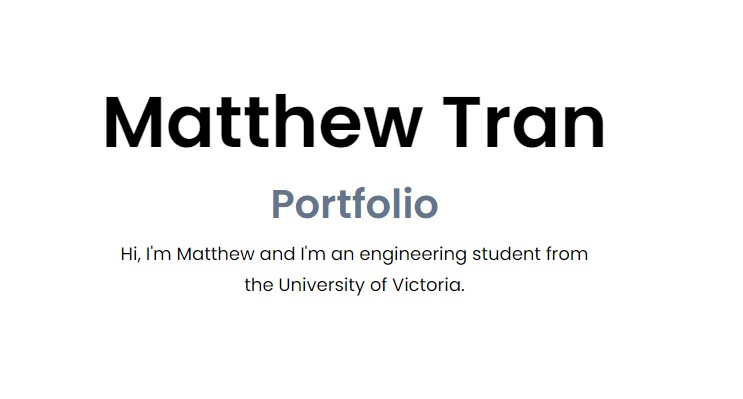 Matthew Tran
Portfolio
Hi, I'm Matthew and I'm an engineering student from
the University of Victoria.